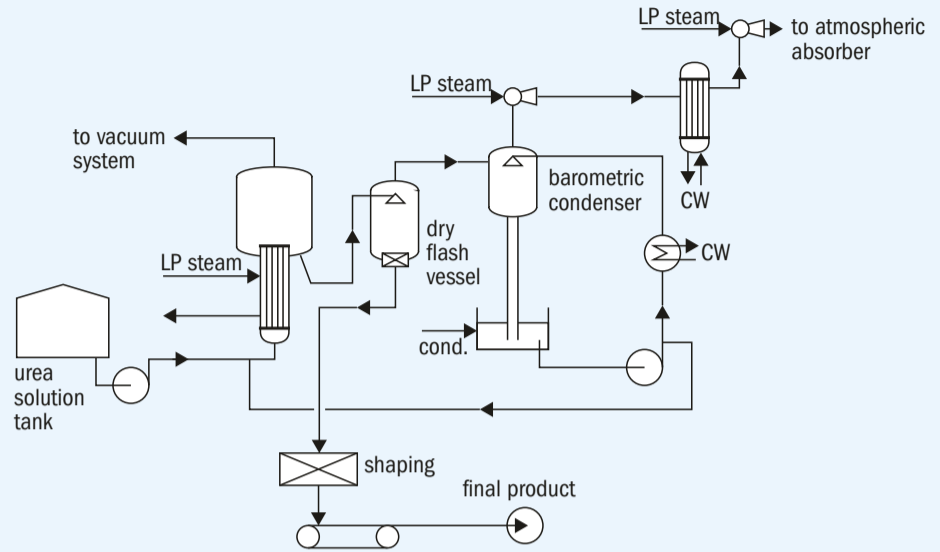 LP steam
to atmospheric
absorber
LP steam
to vacuum
system
barometric
condenser
CW
dry
flash
vessel
LP steam
CW
cond.
urea
solution
tank
shaping
final product